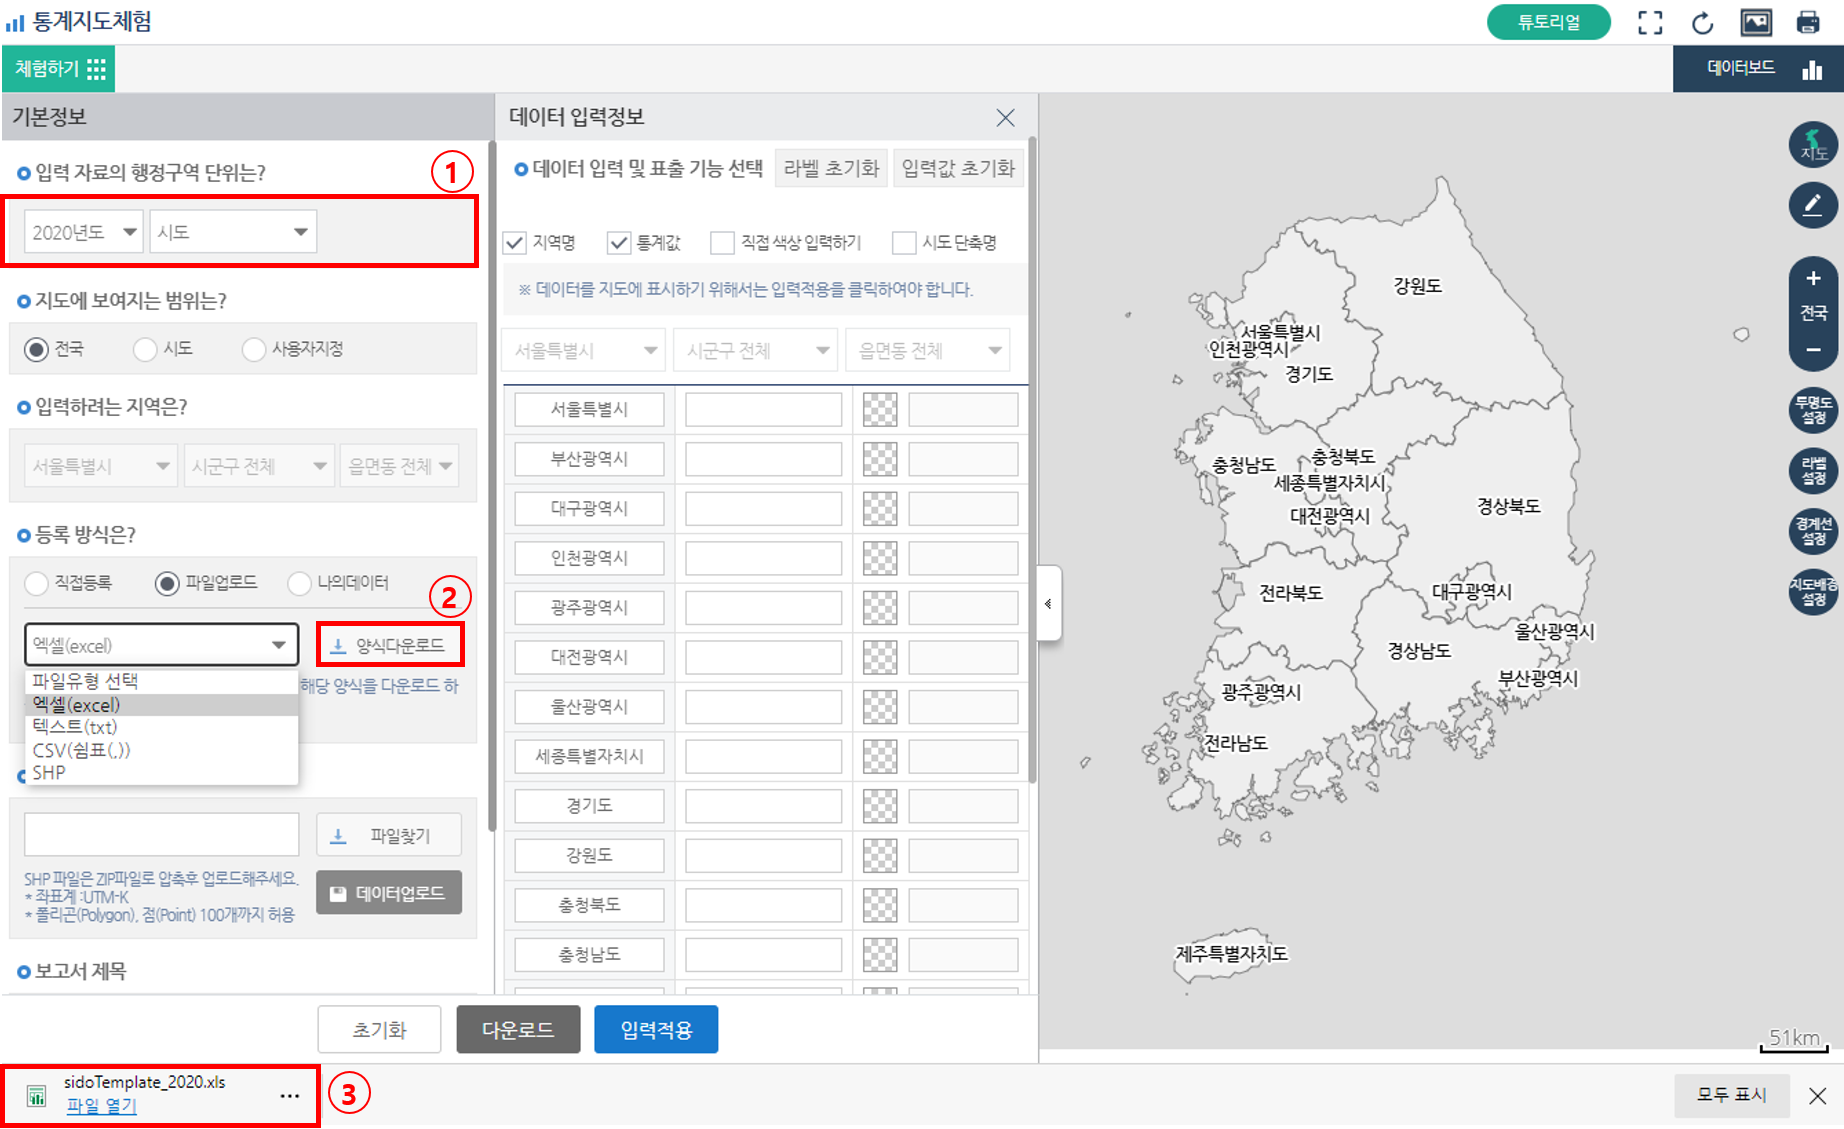 통계지도체험
튜토리얼
체험하기
데이터보드
기본정보
입력 자료의 행정구역 단위는?
①
2020년도 시도
지도에 보여지는 범위는?
전국 시도 사용자지정
입력하려는 지역은?
서울특별시 시군구 전체 읍면동 전체
등록 방식은?
직접등록 파일업로드 나의데이터
②
엑셀(excel) 양식다운로드
파일유형 선택
엑셀(excel)
텍스트(txt)
CSV(쉼표(,))
SHP
해당 양식을 다운로드 하
파일찾기
SHP 파일은 ZIP파일로 압축후 업로드해주세요.
* 좌표계 :UTM-K
* 폴리곤(Polygon), 점(Point) 100개까지 허용
데이터업로드
보고서 제목
데이터 입력정보
데이터 입력 및 표출 기능 선택 라벨 초기화 입력값 초기화
지역명 통계값 직접 색상 입력하기 시도 단축명
※ 데이터를 지도에 표시하기 위해서는 입력적용을 클릭하여야 합니다.
서울특별시 시군구 전체 읍면동 전체
서울특별시
부산광역시
대구광역시
인천광역시
광주광역시
대전광역시
울산광역시
세종특별자치시
경기도
강원도
충청북도
충청남도
초기화 다운로드 입력적용
강원도
서울특별시
인천광역시
경기도
충청북도
충청남도
세종특별자치시
대전광역시
경상북도
전라북도
대구광역시
울산광역시
경상남도
부산광역시
광주광역시
전라남도
제주특별자치도
지도
+
전국
−
투명도
설정
라벨
설정
경계선
설정
지도배경
설정
51km
sidoTemplate_2020.xls
파일 열기
...
③
모두 표시